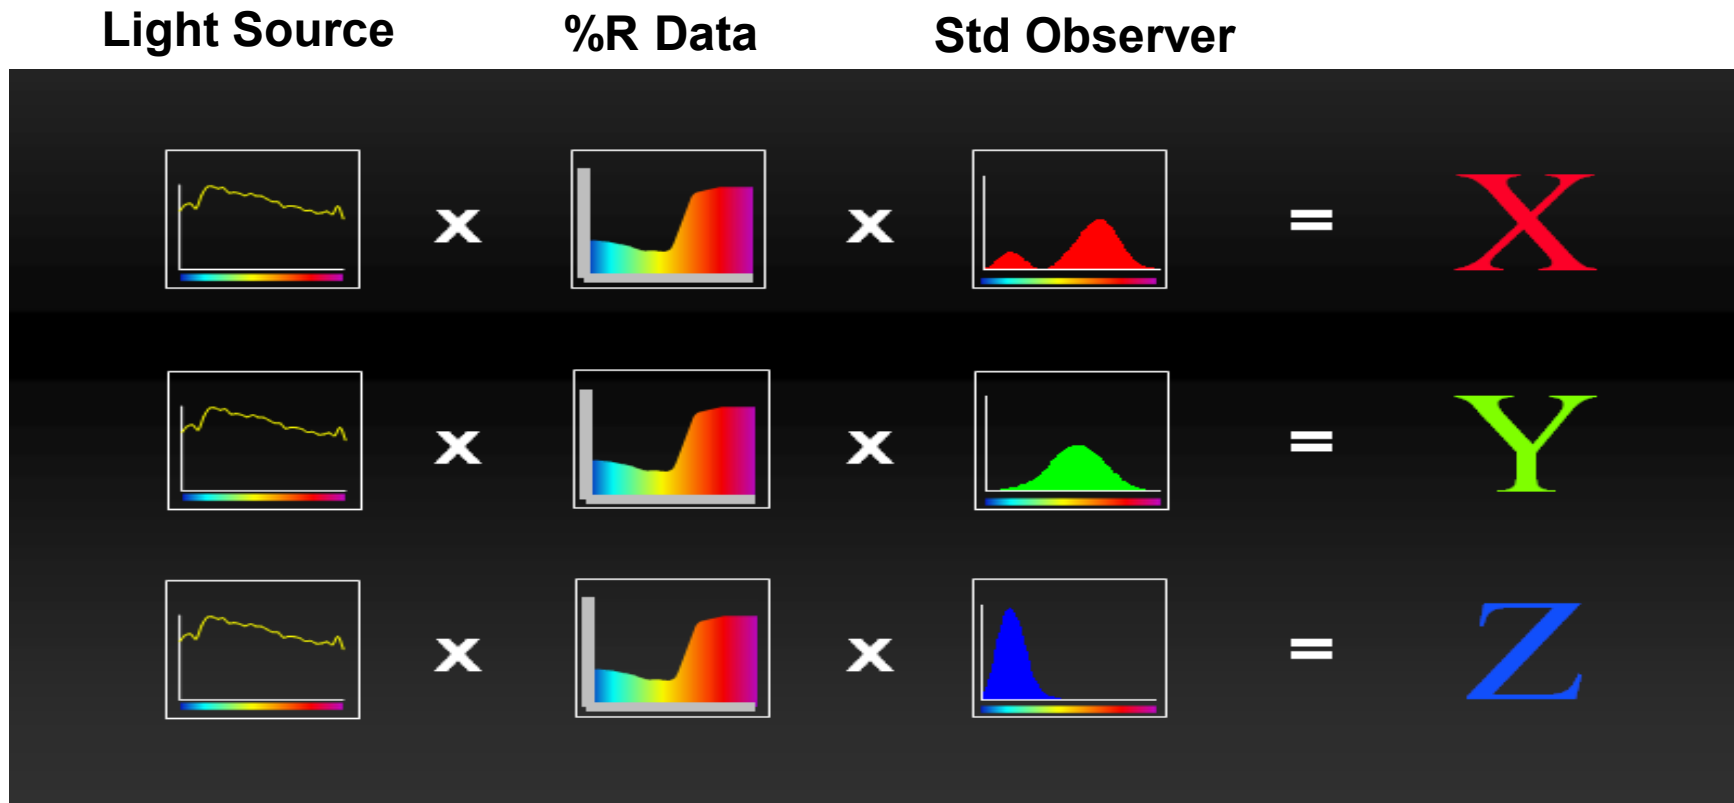 Light Source %R Data Std Observer
x x = X
x x = Y
x x = Z